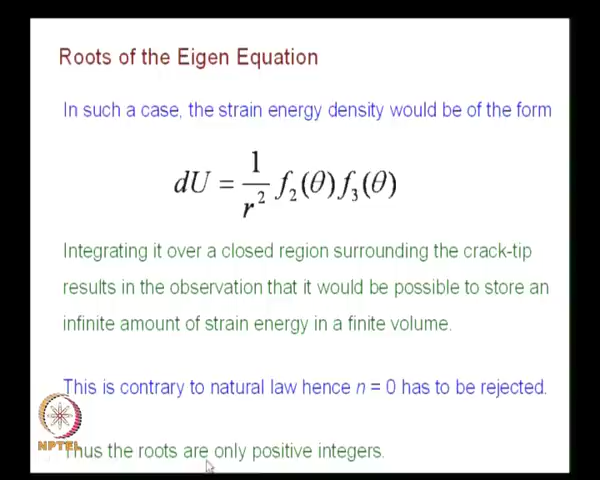 Roots of the Eigen Equation
In such a case, the strain energy density would be of the form
dU = 1/r² f₂(θ) f₃(θ)
Integrating it over a closed region surrounding the crack-tip
results in the observation that it would be possible to store an
infinite amount of strain energy in a finite volume.
This is contrary to natural law hence n = 0 has to be rejected.
Thus the roots are only positive integers.
NPTEL